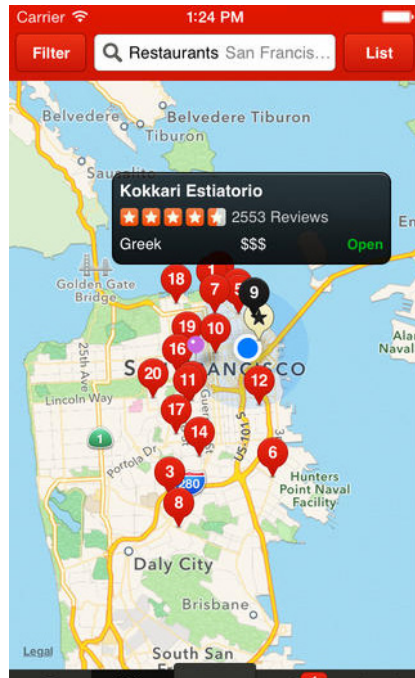 Carrier 1:24 PM
Filter
Restaurants San Francis...
List
Belvedere
Belvedere Tiburon
Tiburon
Kokkari Estiatorio
2553 Reviews
Greek $$$ Open
Golden Gate
Bridge
18
1
7
5
9
19
10
16
20
11
12
25th Ave
Lincoln Way
17
14
1
US-101 S
Portola Dr
3
6
280
8
Hunters
Point Naval
Facility
Daly City
Brisbane
Legal
South San